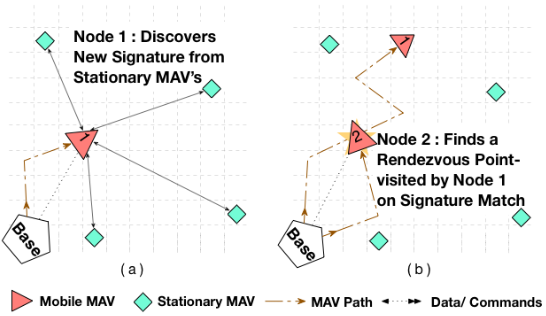 Node 1 : Discovers
New Signature from
Stationary MAV's
1
Base
(a)
1
2
Node 2 : Finds a
Rendezvous Point-
visited by Node 1
on Signature Match
Base
(b)
Mobile MAV
Stationary MAV
MAV Path
Data/ Commands